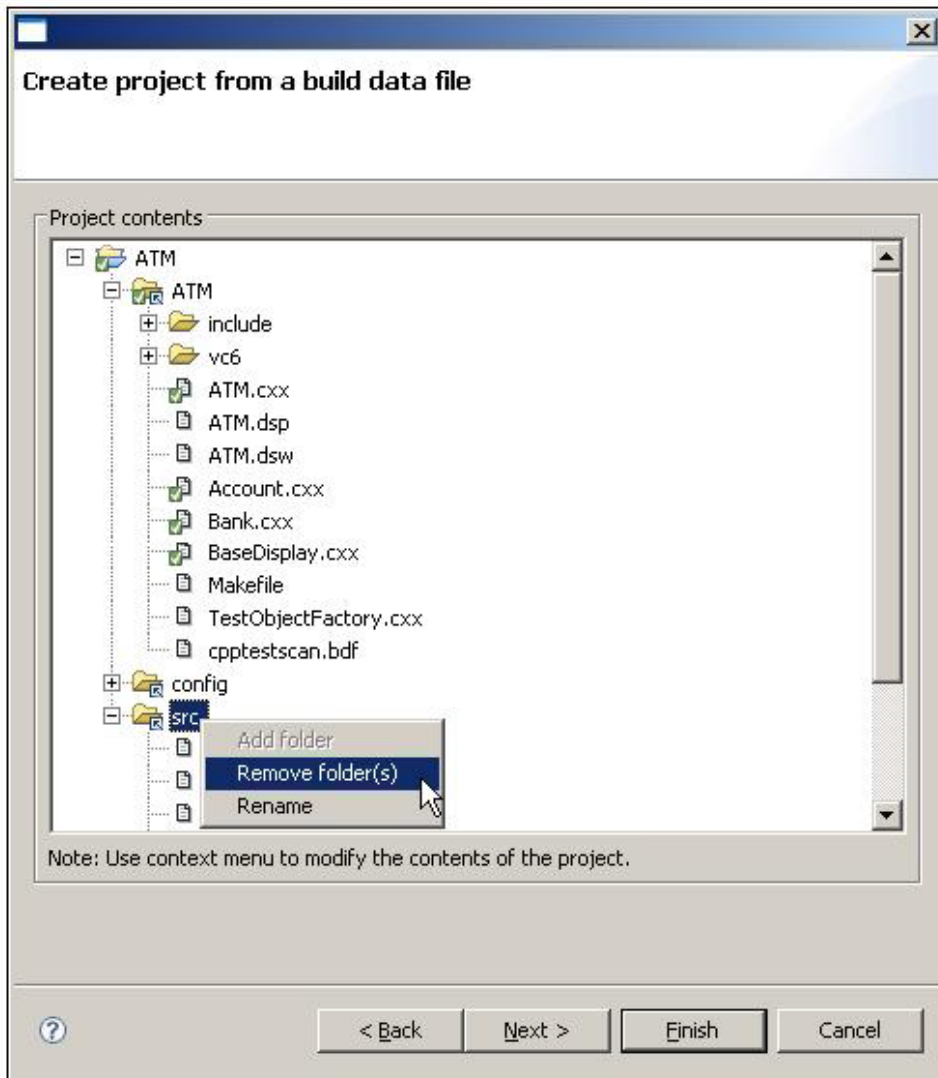 Create project from a build data file
Project contents
ATM
ATM
include
vc6
ATM.cxx
ATM.dsp
ATM.dsw
Account.cxx
Bank.cxx
BaseDisplay.cxx
Makefile
TestObjectFactory.cxx
cpptestscan.bdf
config
src
Add folder
Remove folder(s)
Rename
Note: Use context menu to modify the contents of the project.
< Back Next > Finish Cancel